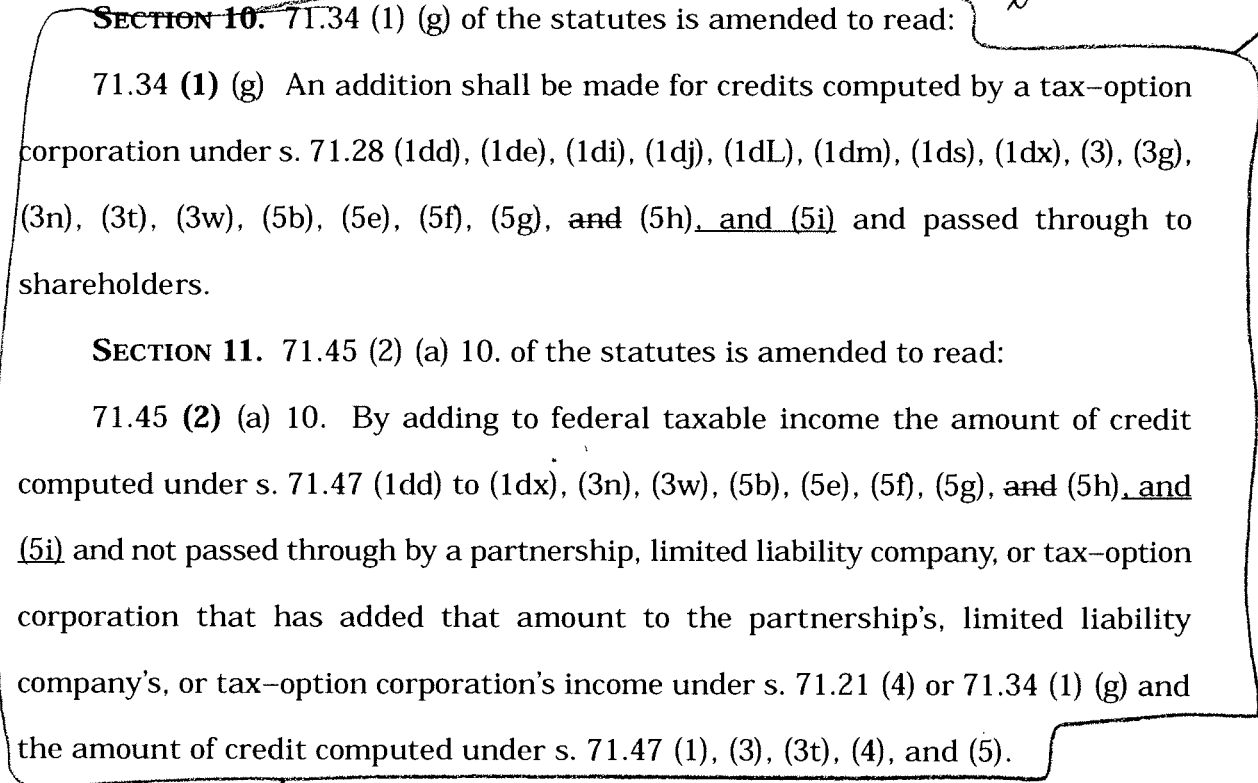 SECTION 10. 71.34 (1) (g) of the statutes is amended to read:
71.34 (1) (g) An addition shall be made for credits computed by a tax–option
corporation under s. 71.28 (1dd), (1de), (1di), (1dj), (1dL), (1dm), (1ds), (1dx), (3), (3g),
(3n), (3t), (3w), (5b), (5e), (5f), (5g), and (5h), and (5i) and passed through to
shareholders.
SECTION 11. 71.45 (2) (a) 10. of the statutes is amended to read:
71.45 (2) (a) 10. By adding to federal taxable income the amount of credit
computed under s. 71.47 (1dd) to (1dx), (3n), (3w), (5b), (5e), (5f), (5g), and (5h), and
(5i) and not passed through by a partnership, limited liability company, or tax–option
corporation that has added that amount to the partnership's, limited liability
company's, or tax–option corporation's income under s. 71.21 (4) or 71.34 (1) (g) and
the amount of credit computed under s. 71.47 (1), (3), (3t), (4), and (5).